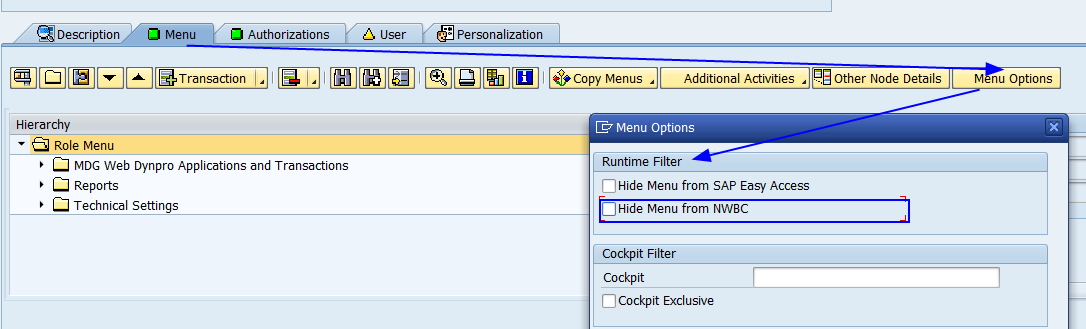 Description Menu Authorizations User Personalization
Transaction Copy Menus Additional Activities Other Node Details Menu Options
Hierarchy
Role Menu
MDG Web Dynpro Applications and Transactions
Reports
Technical Settings
Menu Options
Runtime Filter
Hide Menu from SAP Easy Access
Hide Menu from NWBC
Cockpit Filter
Cockpit
Cockpit Exclusive